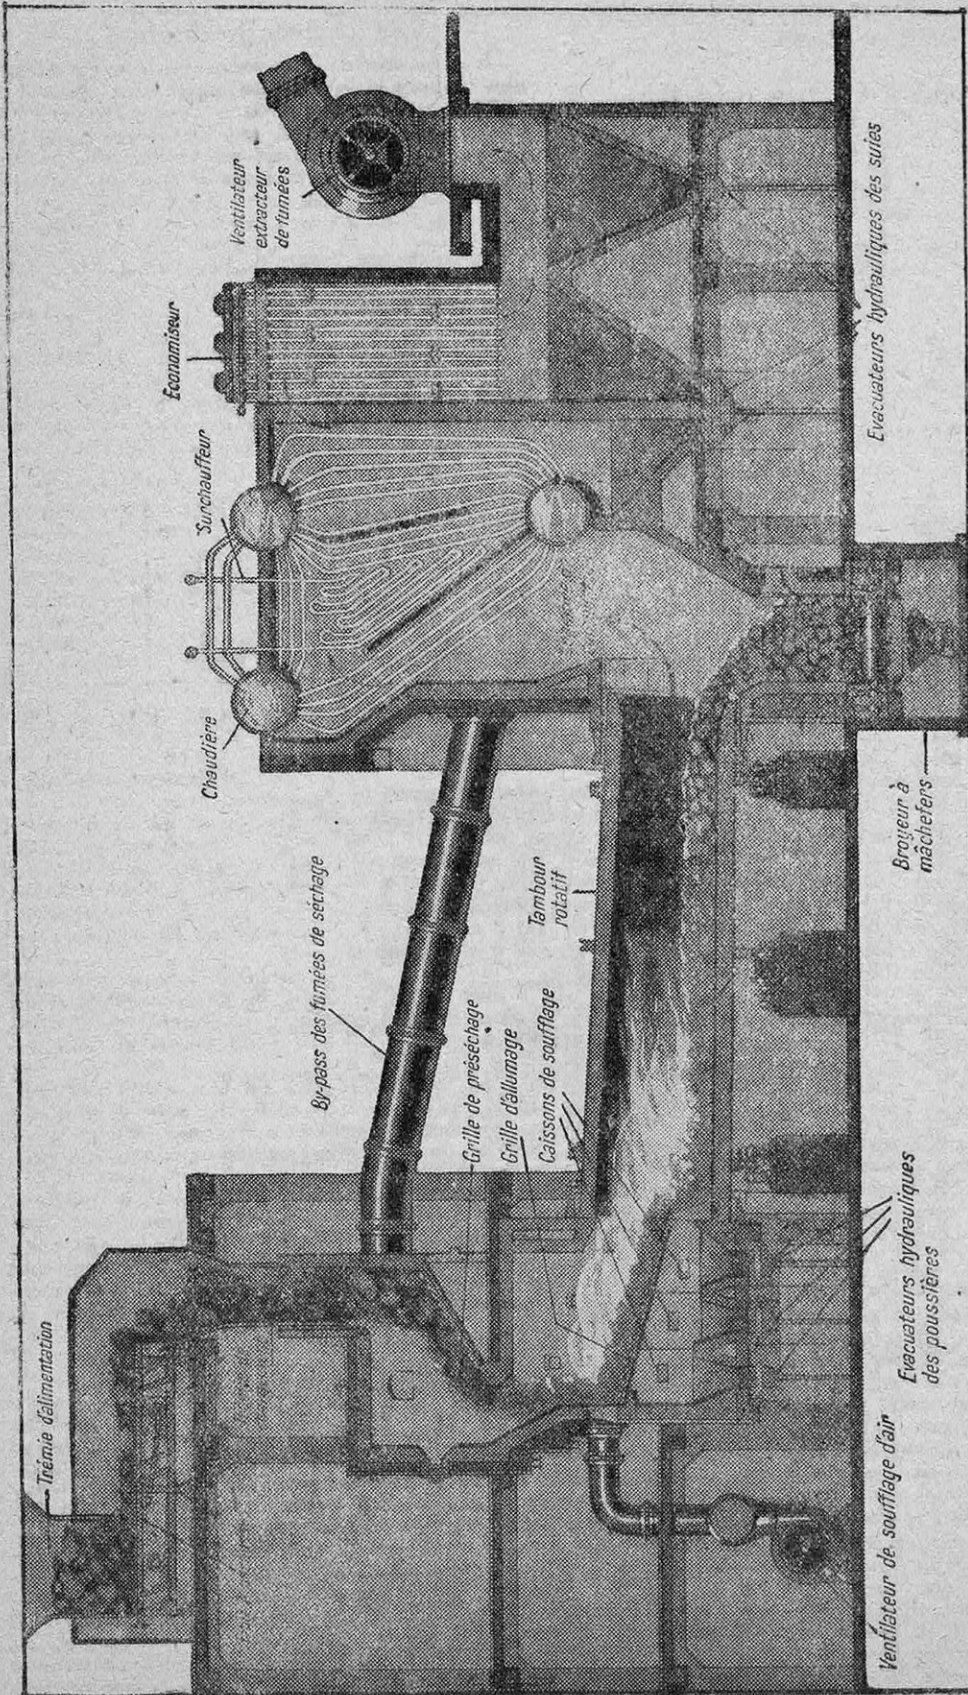 Trémie d'alimentation
By-pass des fumées de séchage
Grille de préséchage
Grille d'allumage
Caissons de soufflage
Tambour
rotatif
Chaudière
Surchauffeur
Economiseur
Ventilateur
extracteur
de fumées
Ventilateur de soufflage d'air
Evacuateurs hydrauliques
des poussières
Broyeur à
mâchefers
Evacuateurs hydrauliques des suies